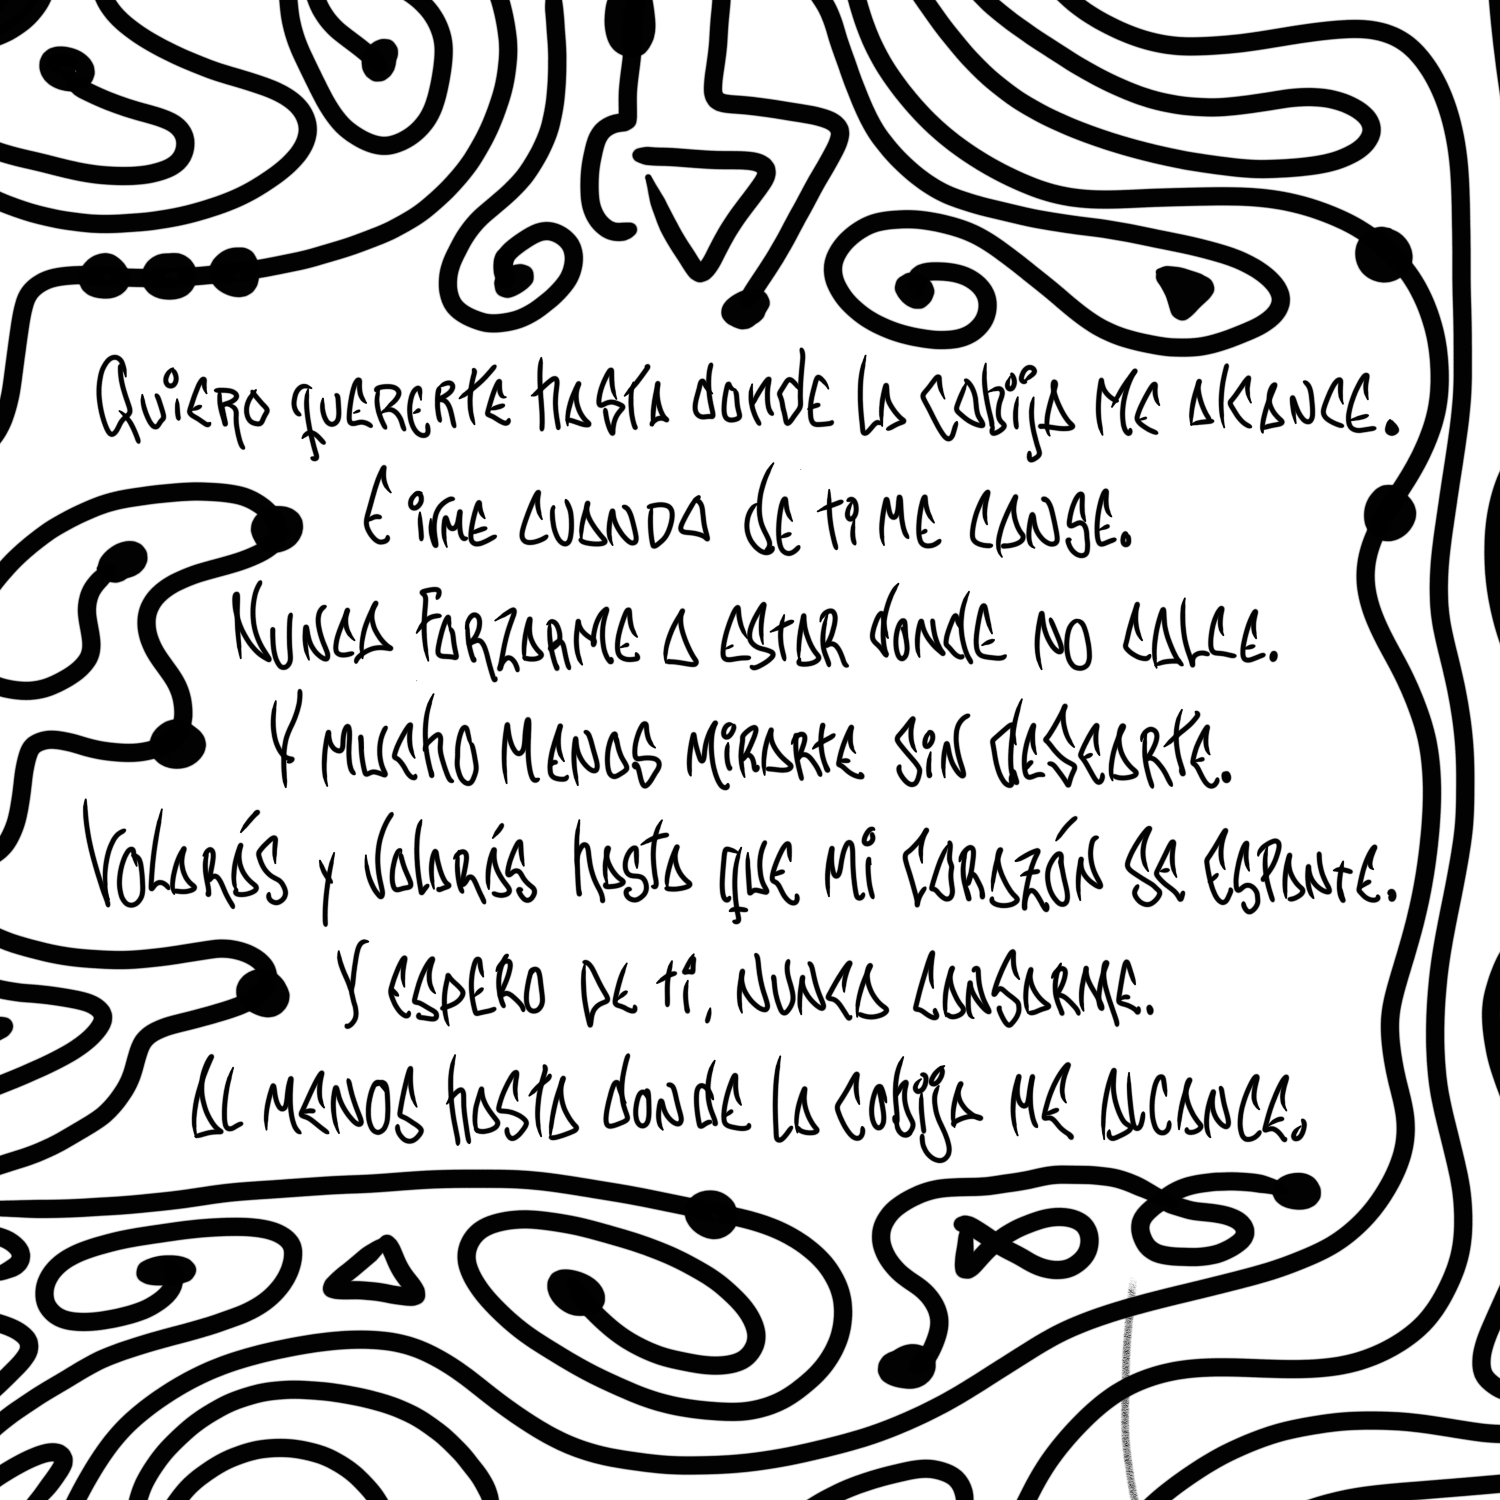 Quiero quererte hasta donde la cobija me alcance.
E irme cuando de ti me canse.
Nunca forzarme a estar donde no calce.
Y mucho menos mirarte sin desearte.
Volarás y volarás hasta que mi corazón se espante.
Y espero de ti, nunca cansarme.
Al menos hasta donde la cobija me alcance.